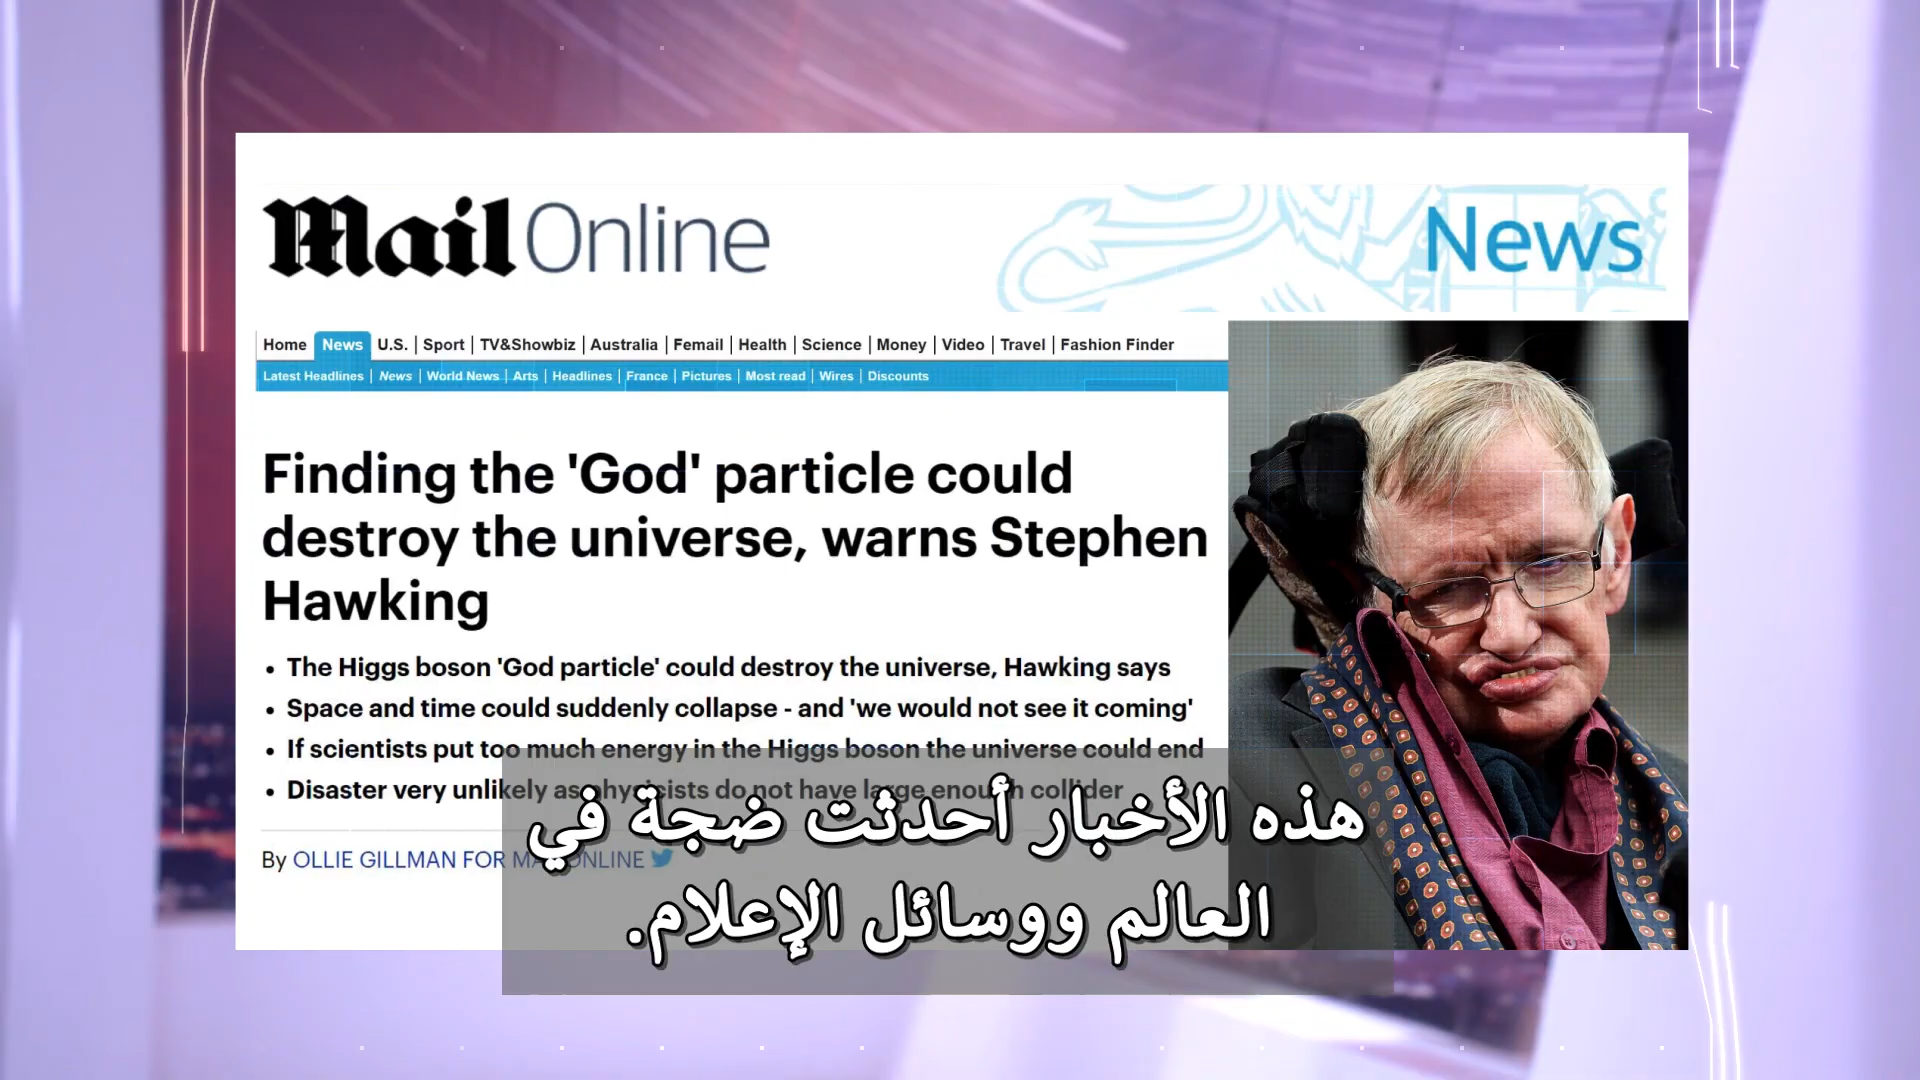 Mail Online
News
Home News U.S. Sport TV&Showbiz Australia Femail Health Science Money Video Travel Fashion Finder
Latest Headlines News World News Arts Headlines France Pictures Most read Wires Discounts
Finding the 'God' particle could
destroy the universe, warns Stephen
Hawking
• The Higgs boson 'God particle' could destroy the universe, Hawking says
• Space and time could suddenly collapse - and 'we would not see it coming'
• If scientists put too much energy in the Higgs boson the universe could end
• Disaster very unlikely as physicists do not have large enough collider
By OLLIE GILLMAN FOR MAILONLINE
هذه الأخبار أحدثت ضجة في
العالم ووسائل الإعلام.